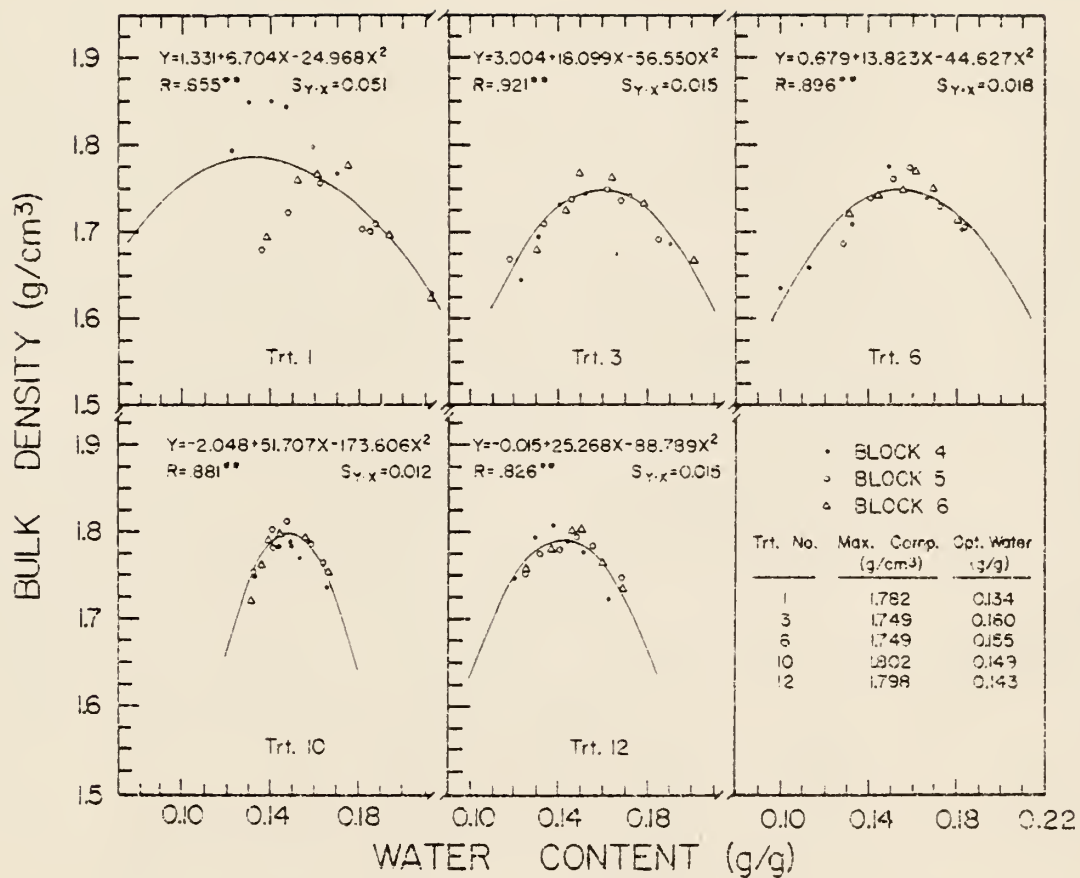 BULK DENSITY (g/cm³)
1.9
1.8
1.7
1.6
1.5
Y=1.331+6.704X-24.968X²
R=.655** Sy·x=0.051
Trt. 1
Y=3.004+18.099X-56.550X²
R=.921** Sy·x=0.015
Trt. 3
Y=0.679+13.823X-44.627X²
R=.896** Sy·x=0.018
Trt. 6
1.9
1.8
1.7
1.6
1.5
Y=-2.048+51.707X-173.606X²
R=.881** Sy·x=0.012
Trt. 10
Y=-0.015+25.268X-88.789X²
R=.826** Sy·x=0.015
Trt. 12
• BLOCK 4
○ BLOCK 5
△ BLOCK 6
Trt. No. Max. Comp. Opt. Water
(g/cm³) (g/g)
1 1.782 0.134
3 1.749 0.160
6 1.749 0.155
10 1.802 0.149
12 1.798 0.143
0.10 0.14 0.18 0.10 0.14 0.18 0.10 0.14 0.18 0.22
WATER CONTENT (g/g)